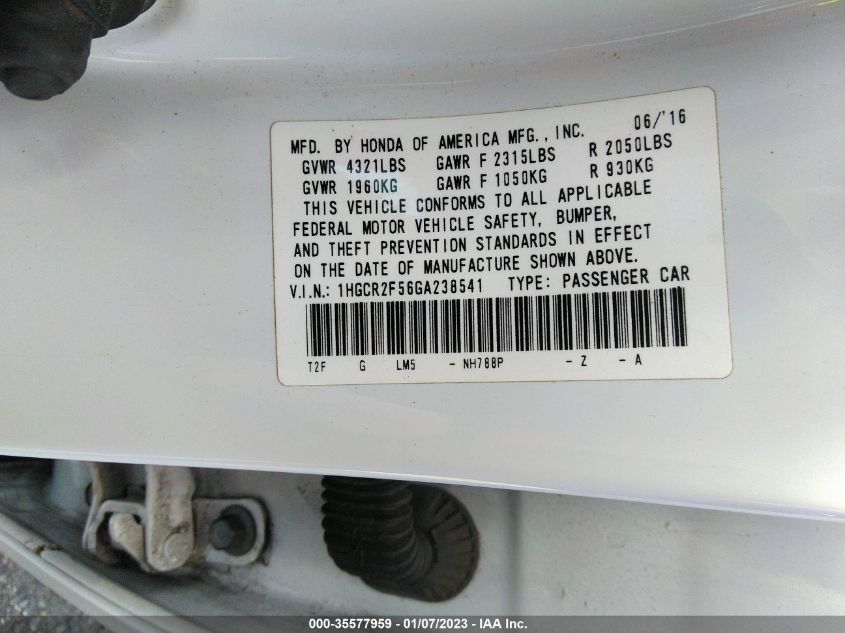 06/'16
MFD. BY HONDA OF AMERICA MFG., INC.
GVWR 4321LBS GAWR F 2315LBS R 2050LBS
GVWR 1960KG GAWR F 1050KG R 930KG
THIS VEHICLE CONFORMS TO ALL APPLICABLE
FEDERAL MOTOR VEHICLE SAFETY, BUMPER,
AND THEFT PREVENTION STANDARDS IN EFFECT
ON THE DATE OF MANUFACTURE SHOWN ABOVE.
V.I.N.: 1HGCR2F56GA238541 TYPE: PASSENGER CAR
T2F G LM5 - NH788P - Z - A
000-35577959 - 01/07/2023 - © IAA Inc.